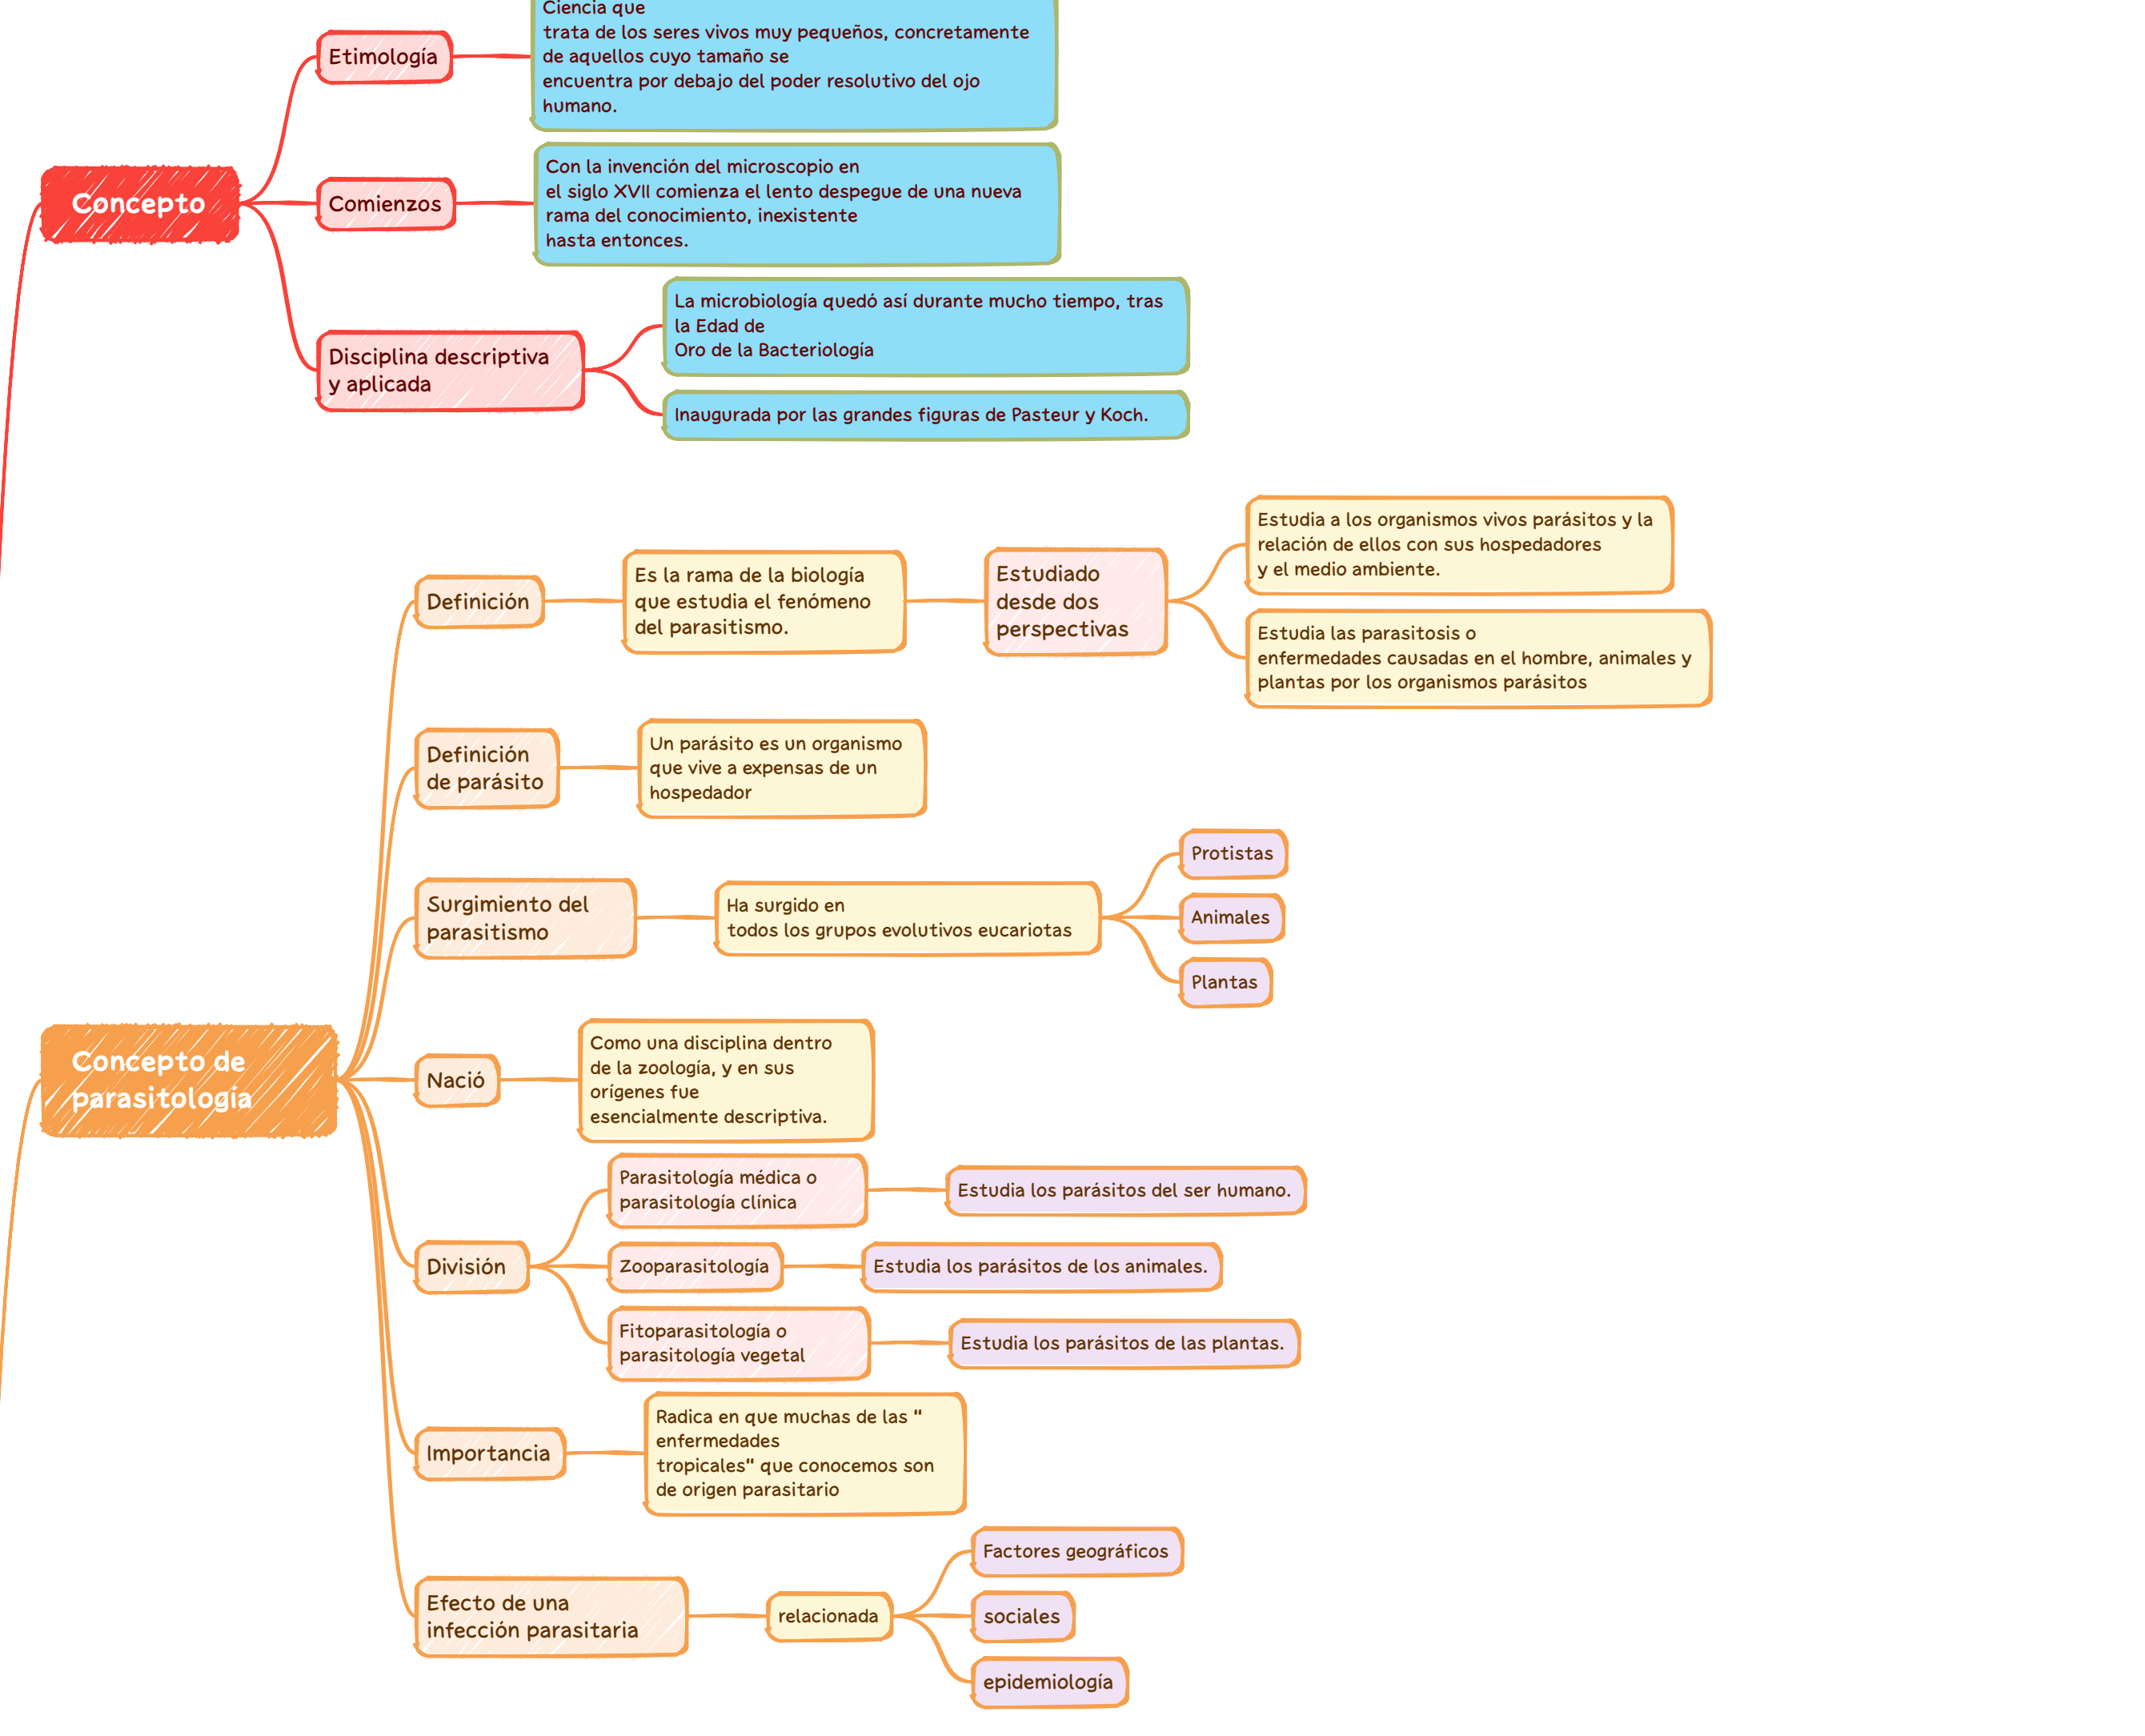 Ciencia que
trata de los seres vivos muy pequeños, concretamente
de aquellos cuyo tamaño se
encuentra por debajo del poder resolutivo del ojo
humano.
Etimología
Con la invención del microscopio en
el siglo XVII comienza el lento despegue de una nueva
rama del conocimiento, inexistente
hasta entonces.
Concepto
Comienzos
La microbiología quedó así durante mucho tiempo, tras
la Edad de
Oro de la Bacteriología
Disciplina descriptiva
y aplicada
Inaugurada por las grandes figuras de Pasteur y Koch.
Definición
Es la rama de la biología
que estudia el fenómeno
del parasitismo.
Estudiado
desde dos
perspectivas
Estudia a los organismos vivos parásitos y la
relación de ellos con sus hospedadores
y el medio ambiente.
Estudia las parasitosis o
enfermedades causadas en el hombre, animales y
plantas por los organismos parásitos
Definición
de parásito
Un parásito es un organismo
que vive a expensas de un
hospedador
Surgimiento del
parasitismo
Ha surgido en
todos los grupos evolutivos eucariotas
Protistas
Animales
Plantas
Concepto de
parasitología
Nació
Como una disciplina dentro
de la zoología, y en sus
orígenes fue
esencialmente descriptiva.
División
Parasitología médica o
parasitología clínica
Estudia los parásitos del ser humano.
Zooparasitología
Estudia los parásitos de los animales.
Fitoparasitología o
parasitología vegetal
Estudia los parásitos de las plantas.
Importancia
Radica en que muchas de las "
enfermedades
tropicales" que conocemos son
de origen parasitario
Efecto de una
infección parasitaria
relacionada
Factores geográficos
sociales
epidemiología